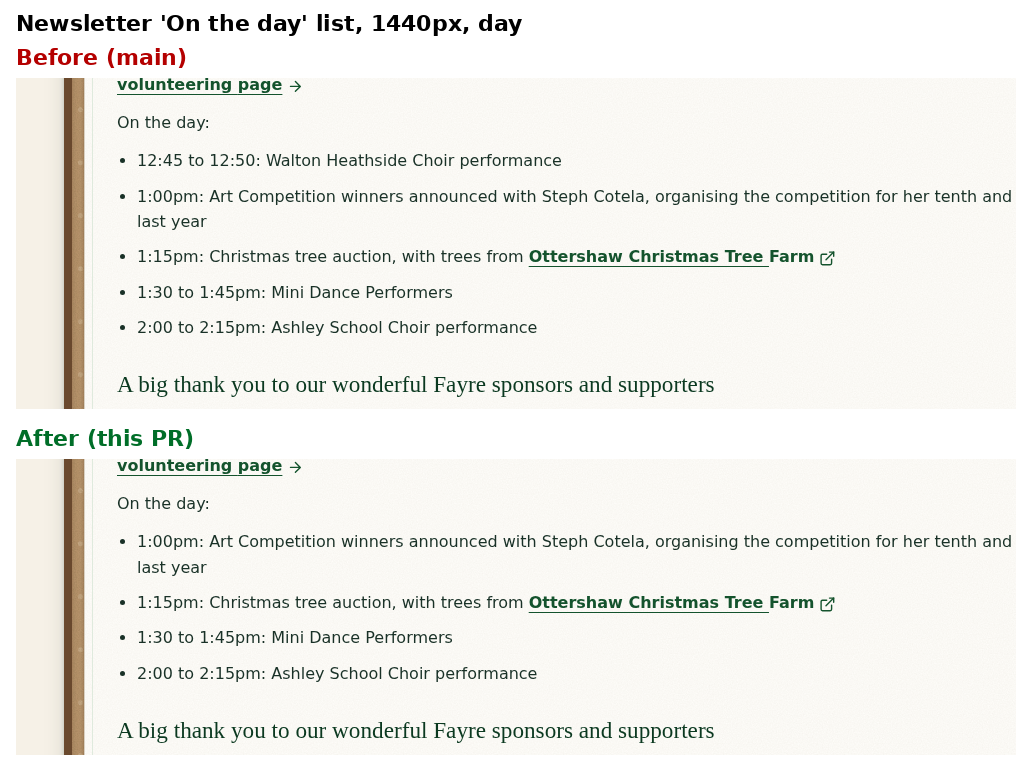 Newsletter 'On the day' list, 1440px, day
Before (main)
volunteering page →
On the day:
• 12:45 to 12:50: Walton Heathside Choir performance
• 1:00pm: Art Competition winners announced with Steph Cotela, organising the competition for her tenth and
last year
• 1:15pm: Christmas tree auction, with trees from Ottershaw Christmas Tree Farm
• 1:30 to 1:45pm: Mini Dance Performers
• 2:00 to 2:15pm: Ashley School Choir performance
A big thank you to our wonderful Fayre sponsors and supporters
After (this PR)
volunteering page →
On the day:
• 1:00pm: Art Competition winners announced with Steph Cotela, organising the competition for her tenth and
last year
• 1:15pm: Christmas tree auction, with trees from Ottershaw Christmas Tree Farm
• 1:30 to 1:45pm: Mini Dance Performers
• 2:00 to 2:15pm: Ashley School Choir performance
A big thank you to our wonderful Fayre sponsors and supporters